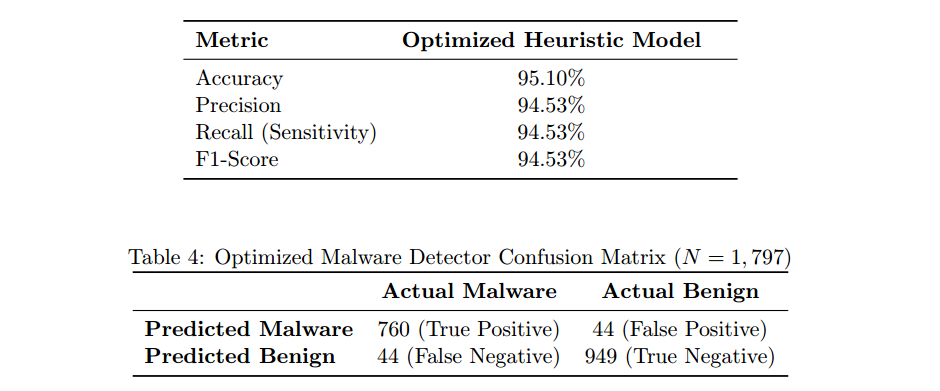 Metric Optimized Heuristic Model
Accuracy 95.10%
Precision 94.53%
Recall (Sensitivity) 94.53%
F1-Score 94.53%
Table 4: Optimized Malware Detector Confusion Matrix (N = 1, 797)
Actual Malware Actual Benign
Predicted Malware 760 (True Positive) 44 (False Positive)
Predicted Benign 44 (False Negative) 949 (True Negative)